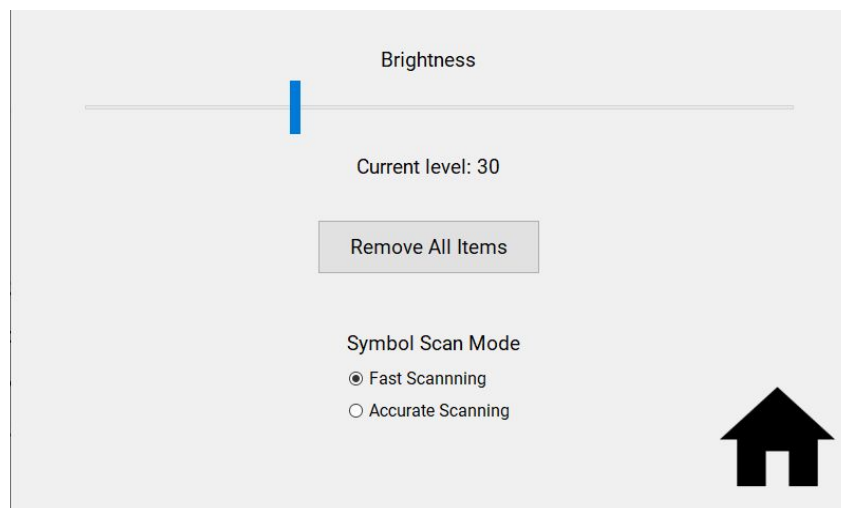 Brightness
Current level: 30
Remove All Items
Symbol Scan Mode
Fast Scannning
Accurate Scanning